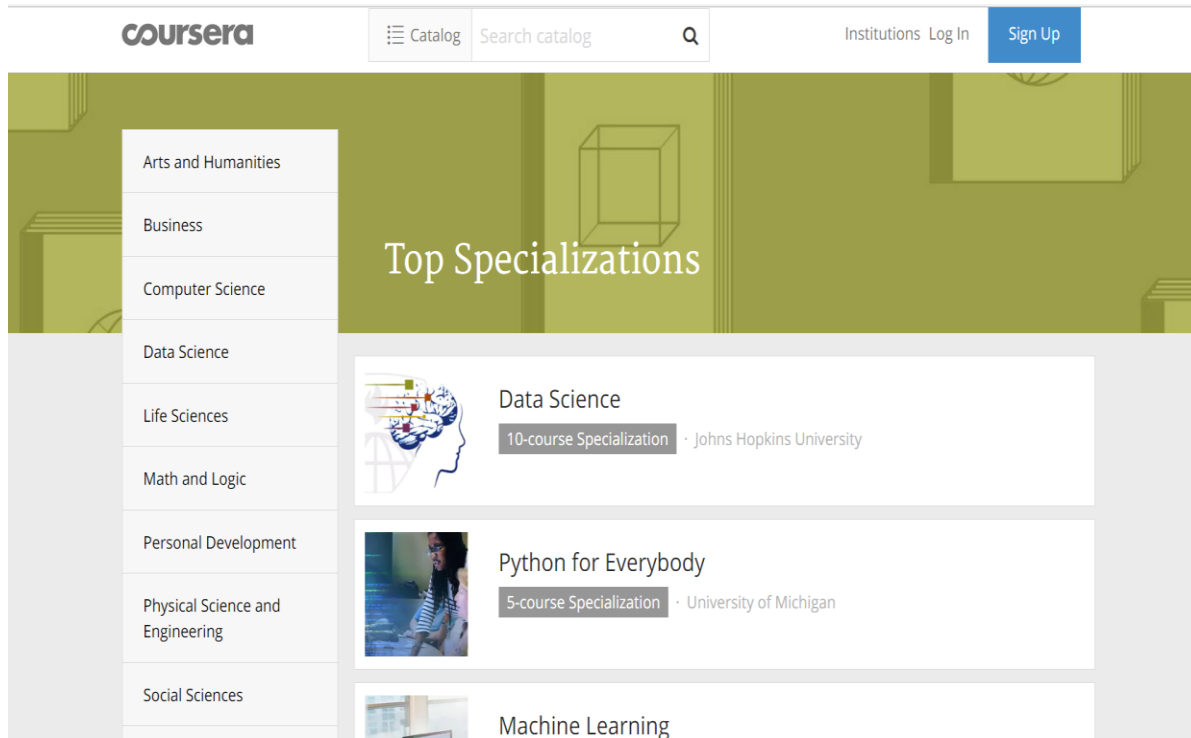 coursera
Catalog
Search catalog
Institutions Log In
Sign Up
Arts and Humanities
Business
Computer Science
Data Science
Life Sciences
Math and Logic
Personal Development
Physical Science and
Engineering
Social Sciences
Top Specializations
Data Science
10-course Specialization · Johns Hopkins University
Python for Everybody
5-course Specialization · University of Michigan
Machine Learning